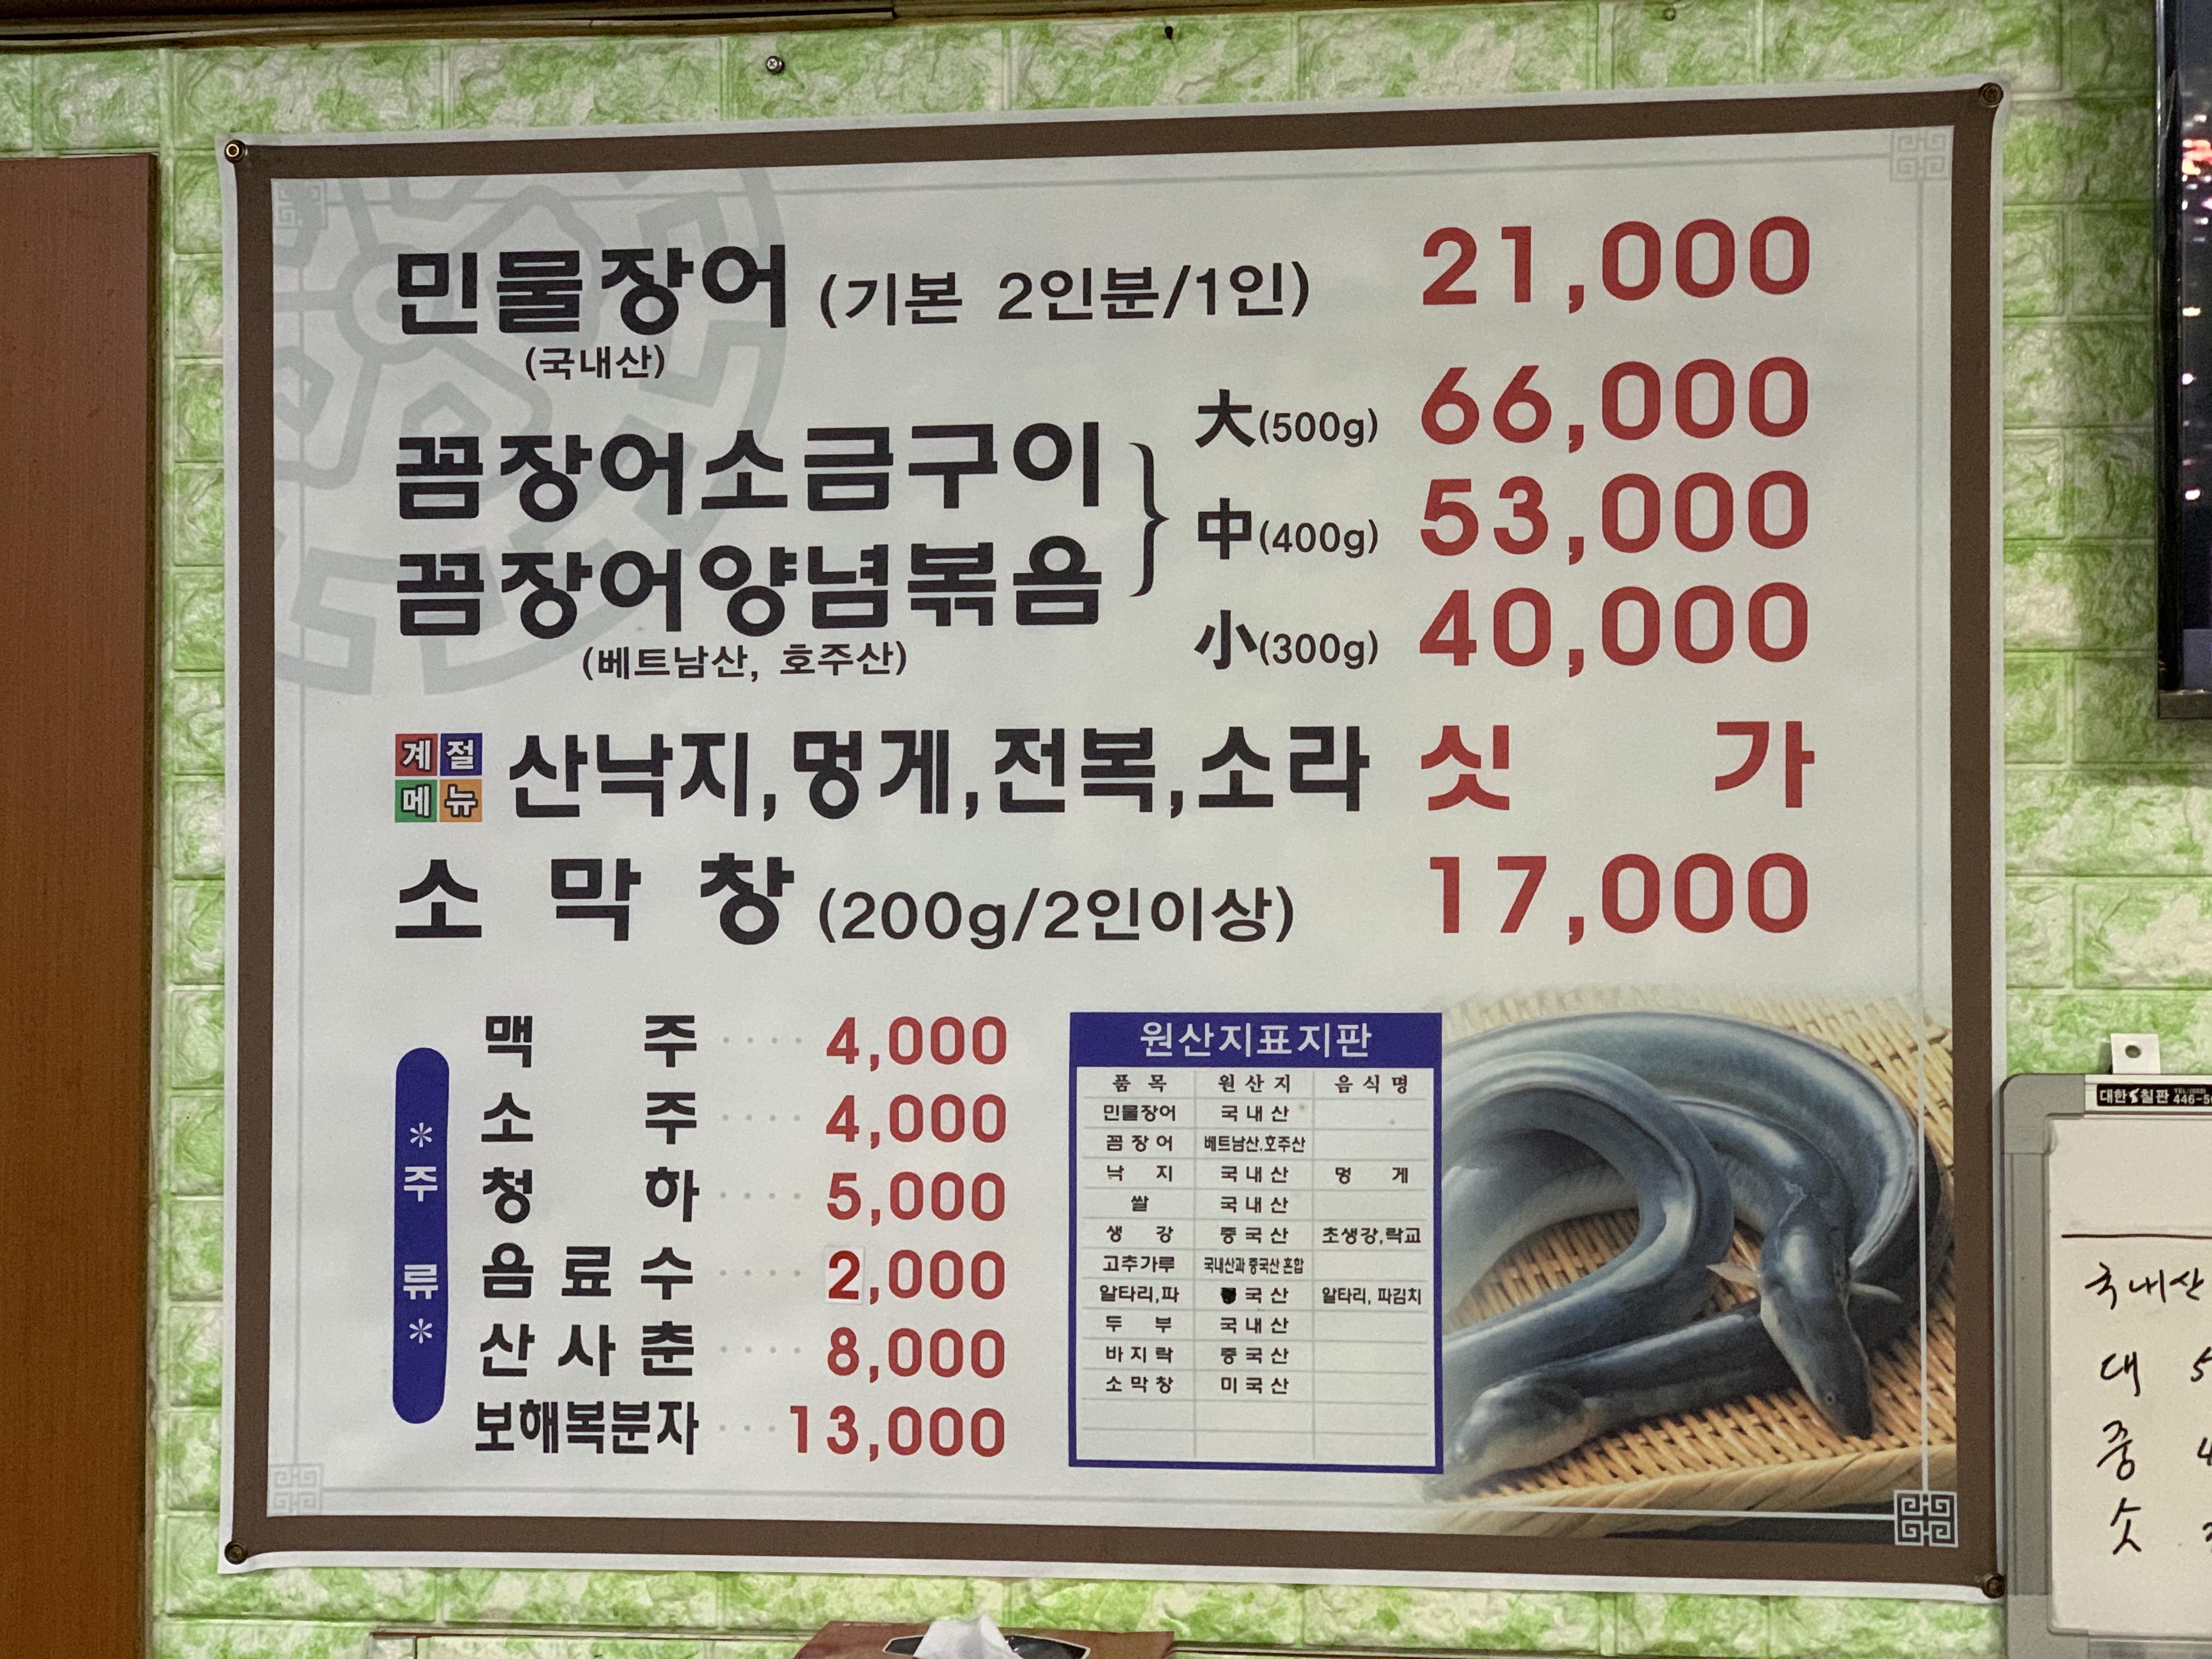 민물장어 (기본 2인분/1인) 21,000
(국내산)
꼼장어소금구이
꼼장어양념볶음
(베트남산, 호주산)
大(500g) 66,000
中(400g) 53,000
小(300g) 40,000
계절메뉴 산낙지,멍게,전복,소라 싯 가
소 막 창 (200g/2인이상) 17,000
*주 류*
맥 주 ···· 4,000
소 주 ···· 4,000
청 하 ···· 5,000
음 료 수 ···· 2,000
산 사 춘 ···· 8,000
보해복분자 ··· 13,000
원산지표지판
품 목 원 산 지 음 식 명
민물장어 국 내 산
꼼 장 어 베트남산.호주산
낙 지 국 내 산 멍 게
쌀 국 내 산
생 강 중 국 산 초생강,락교
고추가루 국내산과 중국산 혼합
알타리,파 국 산 알타리, 파김치
두 부 국 내 산
바 지 락 중 국 산
소 막 창 미 국 산
대한 칠판
446-5
국내산
대 5
중 4
소